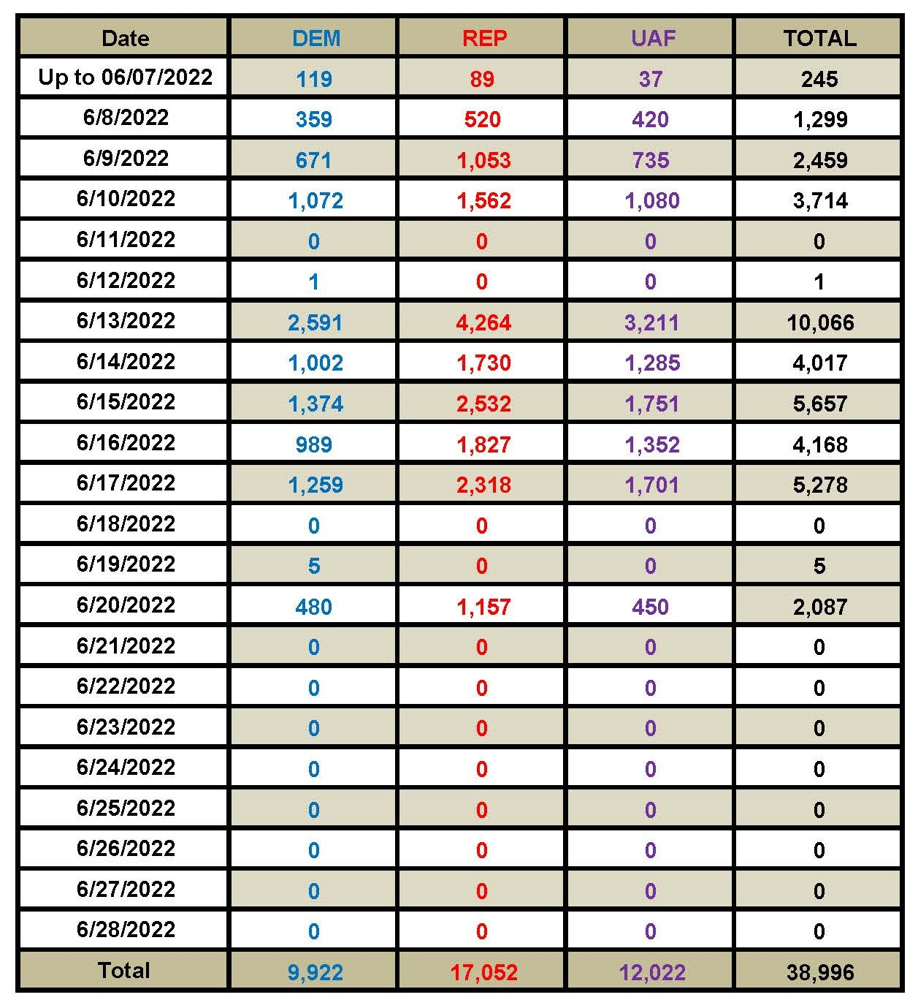 Date DEM REP UAF TOTAL
Up to 06/07/2022 119 89 37 245
6/8/2022 359 520 420 1,299
6/9/2022 671 1,053 735 2,459
6/10/2022 1,072 1,562 1,080 3,714
6/11/2022 0 0 0 0
6/12/2022 1 0 0 1
6/13/2022 2,591 4,264 3,211 10,066
6/14/2022 1,002 1,730 1,285 4,017
6/15/2022 1,374 2,532 1,751 5,657
6/16/2022 989 1,827 1,352 4,168
6/17/2022 1,259 2,318 1,701 5,278
6/18/2022 0 0 0 0
6/19/2022 5 0 0 5
6/20/2022 480 1,157 450 2,087
6/21/2022 0 0 0 0
6/22/2022 0 0 0 0
6/23/2022 0 0 0 0
6/24/2022 0 0 0 0
6/25/2022 0 0 0 0
6/26/2022 0 0 0 0
6/27/2022 0 0 0 0
6/28/2022 0 0 0 0
Total 9,922 17,052 12,022 38,996